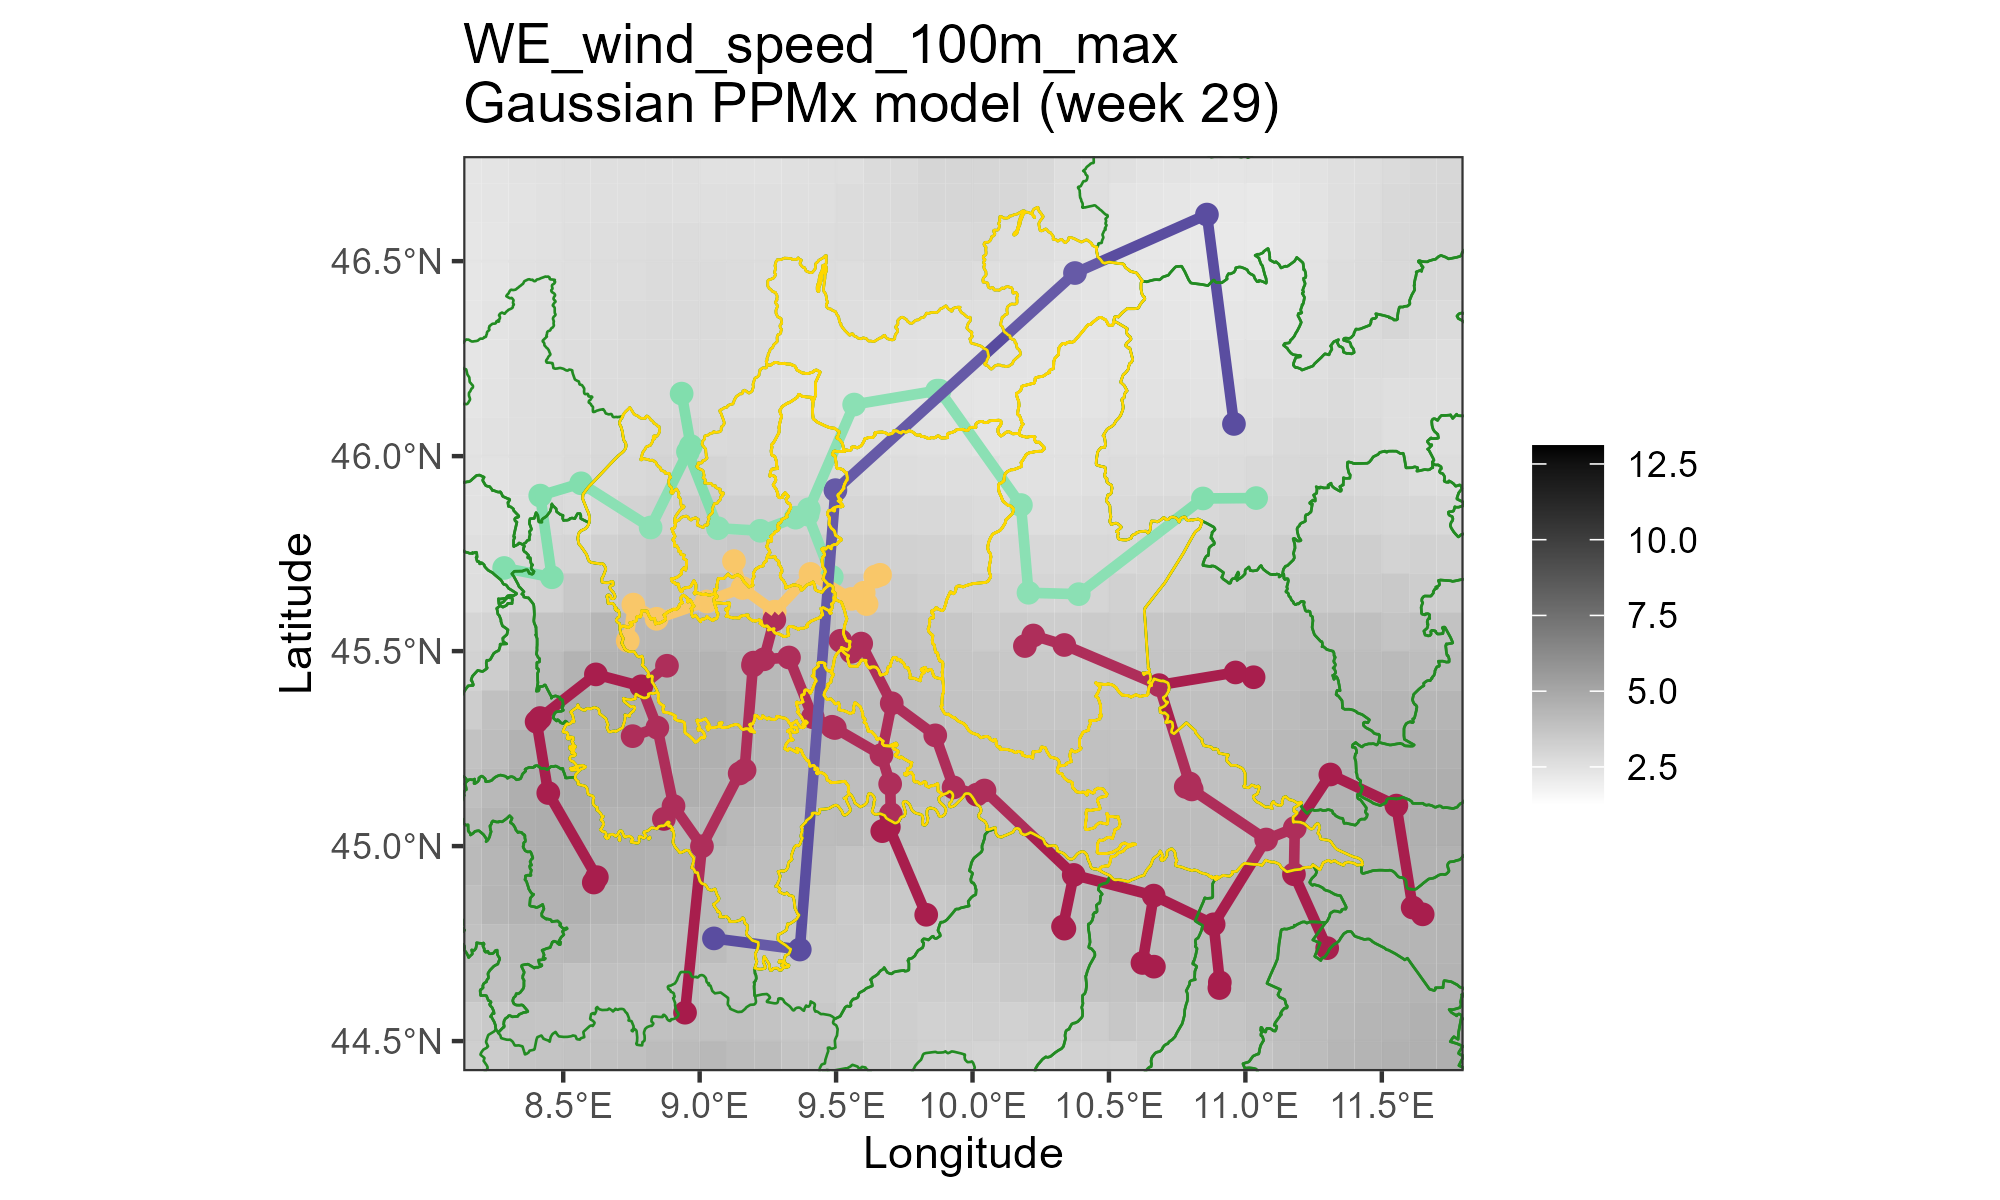 WE_wind_speed_100m_max
Gaussian PPMx model (week 29)
46.5°N
46.0°N
45.5°N
45.0°N
44.5°N
Latitude
8.5°E 9.0°E 9.5°E 10.0°E 10.5°E 11.0°E 11.5°E
Longitude
12.5
10.0
7.5
5.0
2.5